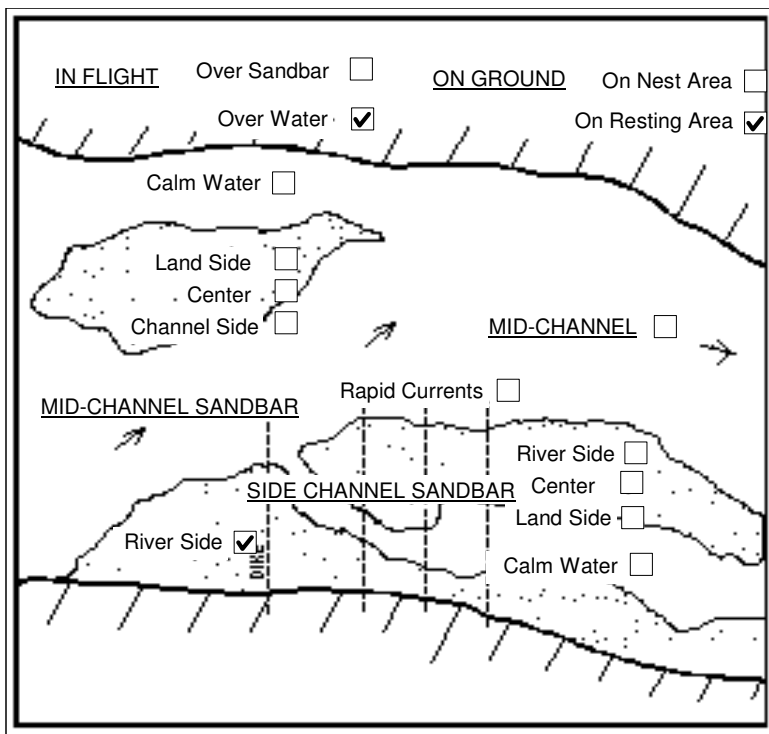 IN FLIGHT
Over Sandbar
ON GROUND
On Nest Area
Over Water
On Resting Area
Calm Water
Land Side
Center
Channel Side
MID-CHANNEL
Rapid Currents
MID-CHANNEL SANDBAR
River Side
SIDE CHANNEL SANDBAR
Center
Land Side
River Side
DIKE
Calm Water